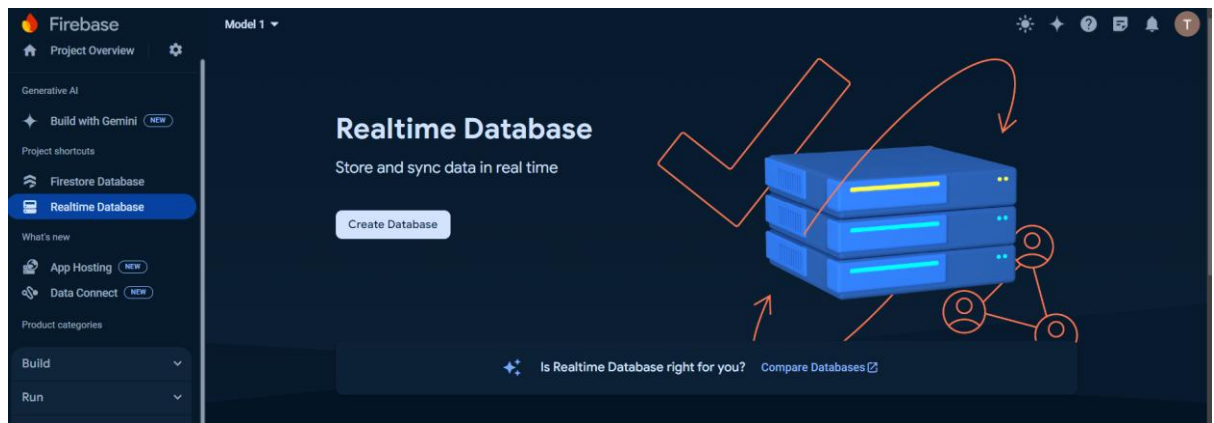 Firebase
Project Overview
Generative AI
Build with Gemini NEW
Project shortcuts
Firestore Database
Realtime Database
What's new
App Hosting NEW
Data Connect NEW
Product categories
Build
Run
Model 1
T
Realtime Database
Store and sync data in real time
Create Database
Is Realtime Database right for you? Compare Databases